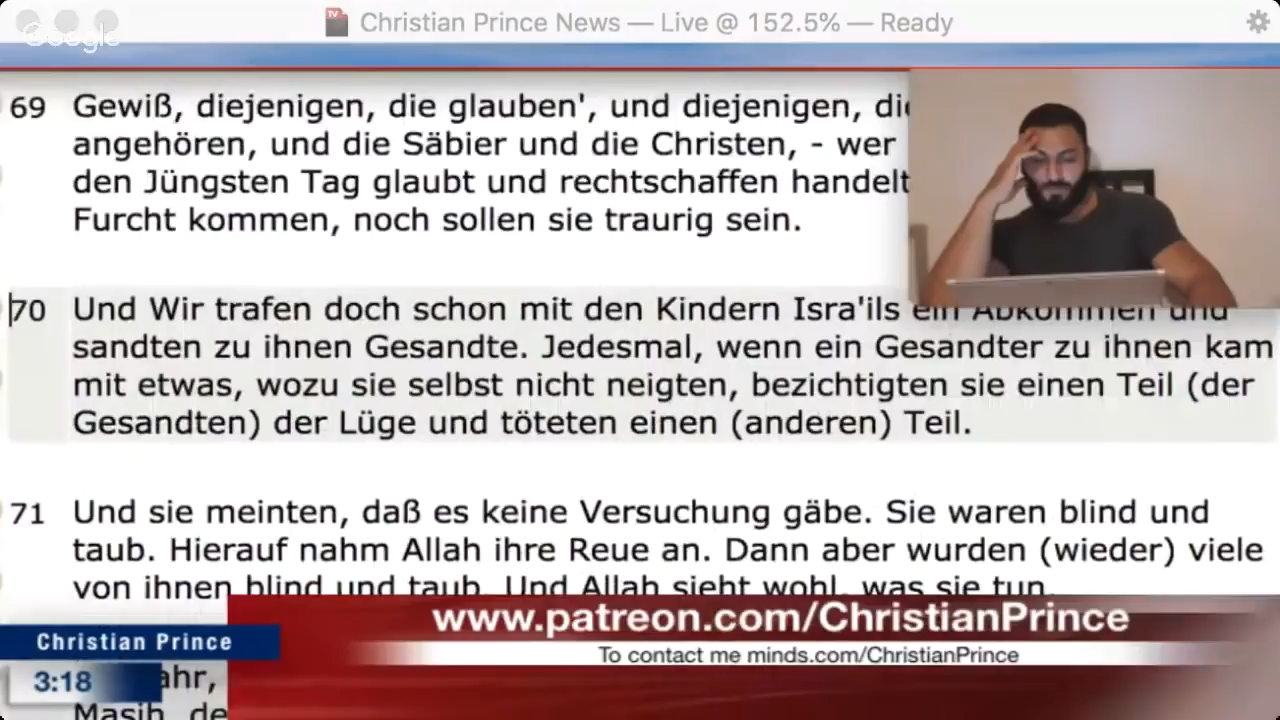 Christian Prince News — Live @ 152.5% — Ready
Google
69 Gewiß, diejenigen, die glauben', und diejenigen,
angehören, und die Säbier und die Christen, - wer
den Jüngsten Tag glaubt und rechtschaffen handelt
Furcht kommen, noch sollen sie traurig sein.
70 Und Wir trafen doch schon mit den Kindern Isra'ils ein Abkommen und
sandten zu ihnen Gesandte. Jedesmal, wenn ein Gesandter zu ihnen kam
mit etwas, wozu sie selbst nicht neigten, bezichtigten sie einen Teil (der
Gesandten) der Lüge und töteten einen (anderen) Teil.
71 Und sie meinten, daß es keine Versuchung gäbe. Sie waren blind und
taub. Hierauf nahm Allah ihre Reue an. Dann aber wurden (wieder) viele
von ihnen blind und taub. Und Allah sieht wohl, was sie tun.
www.patreon.com/ChristianPrince
To contact me minds.com/ChristianPrince
Christian Prince
3:18
ahr,
Masih de